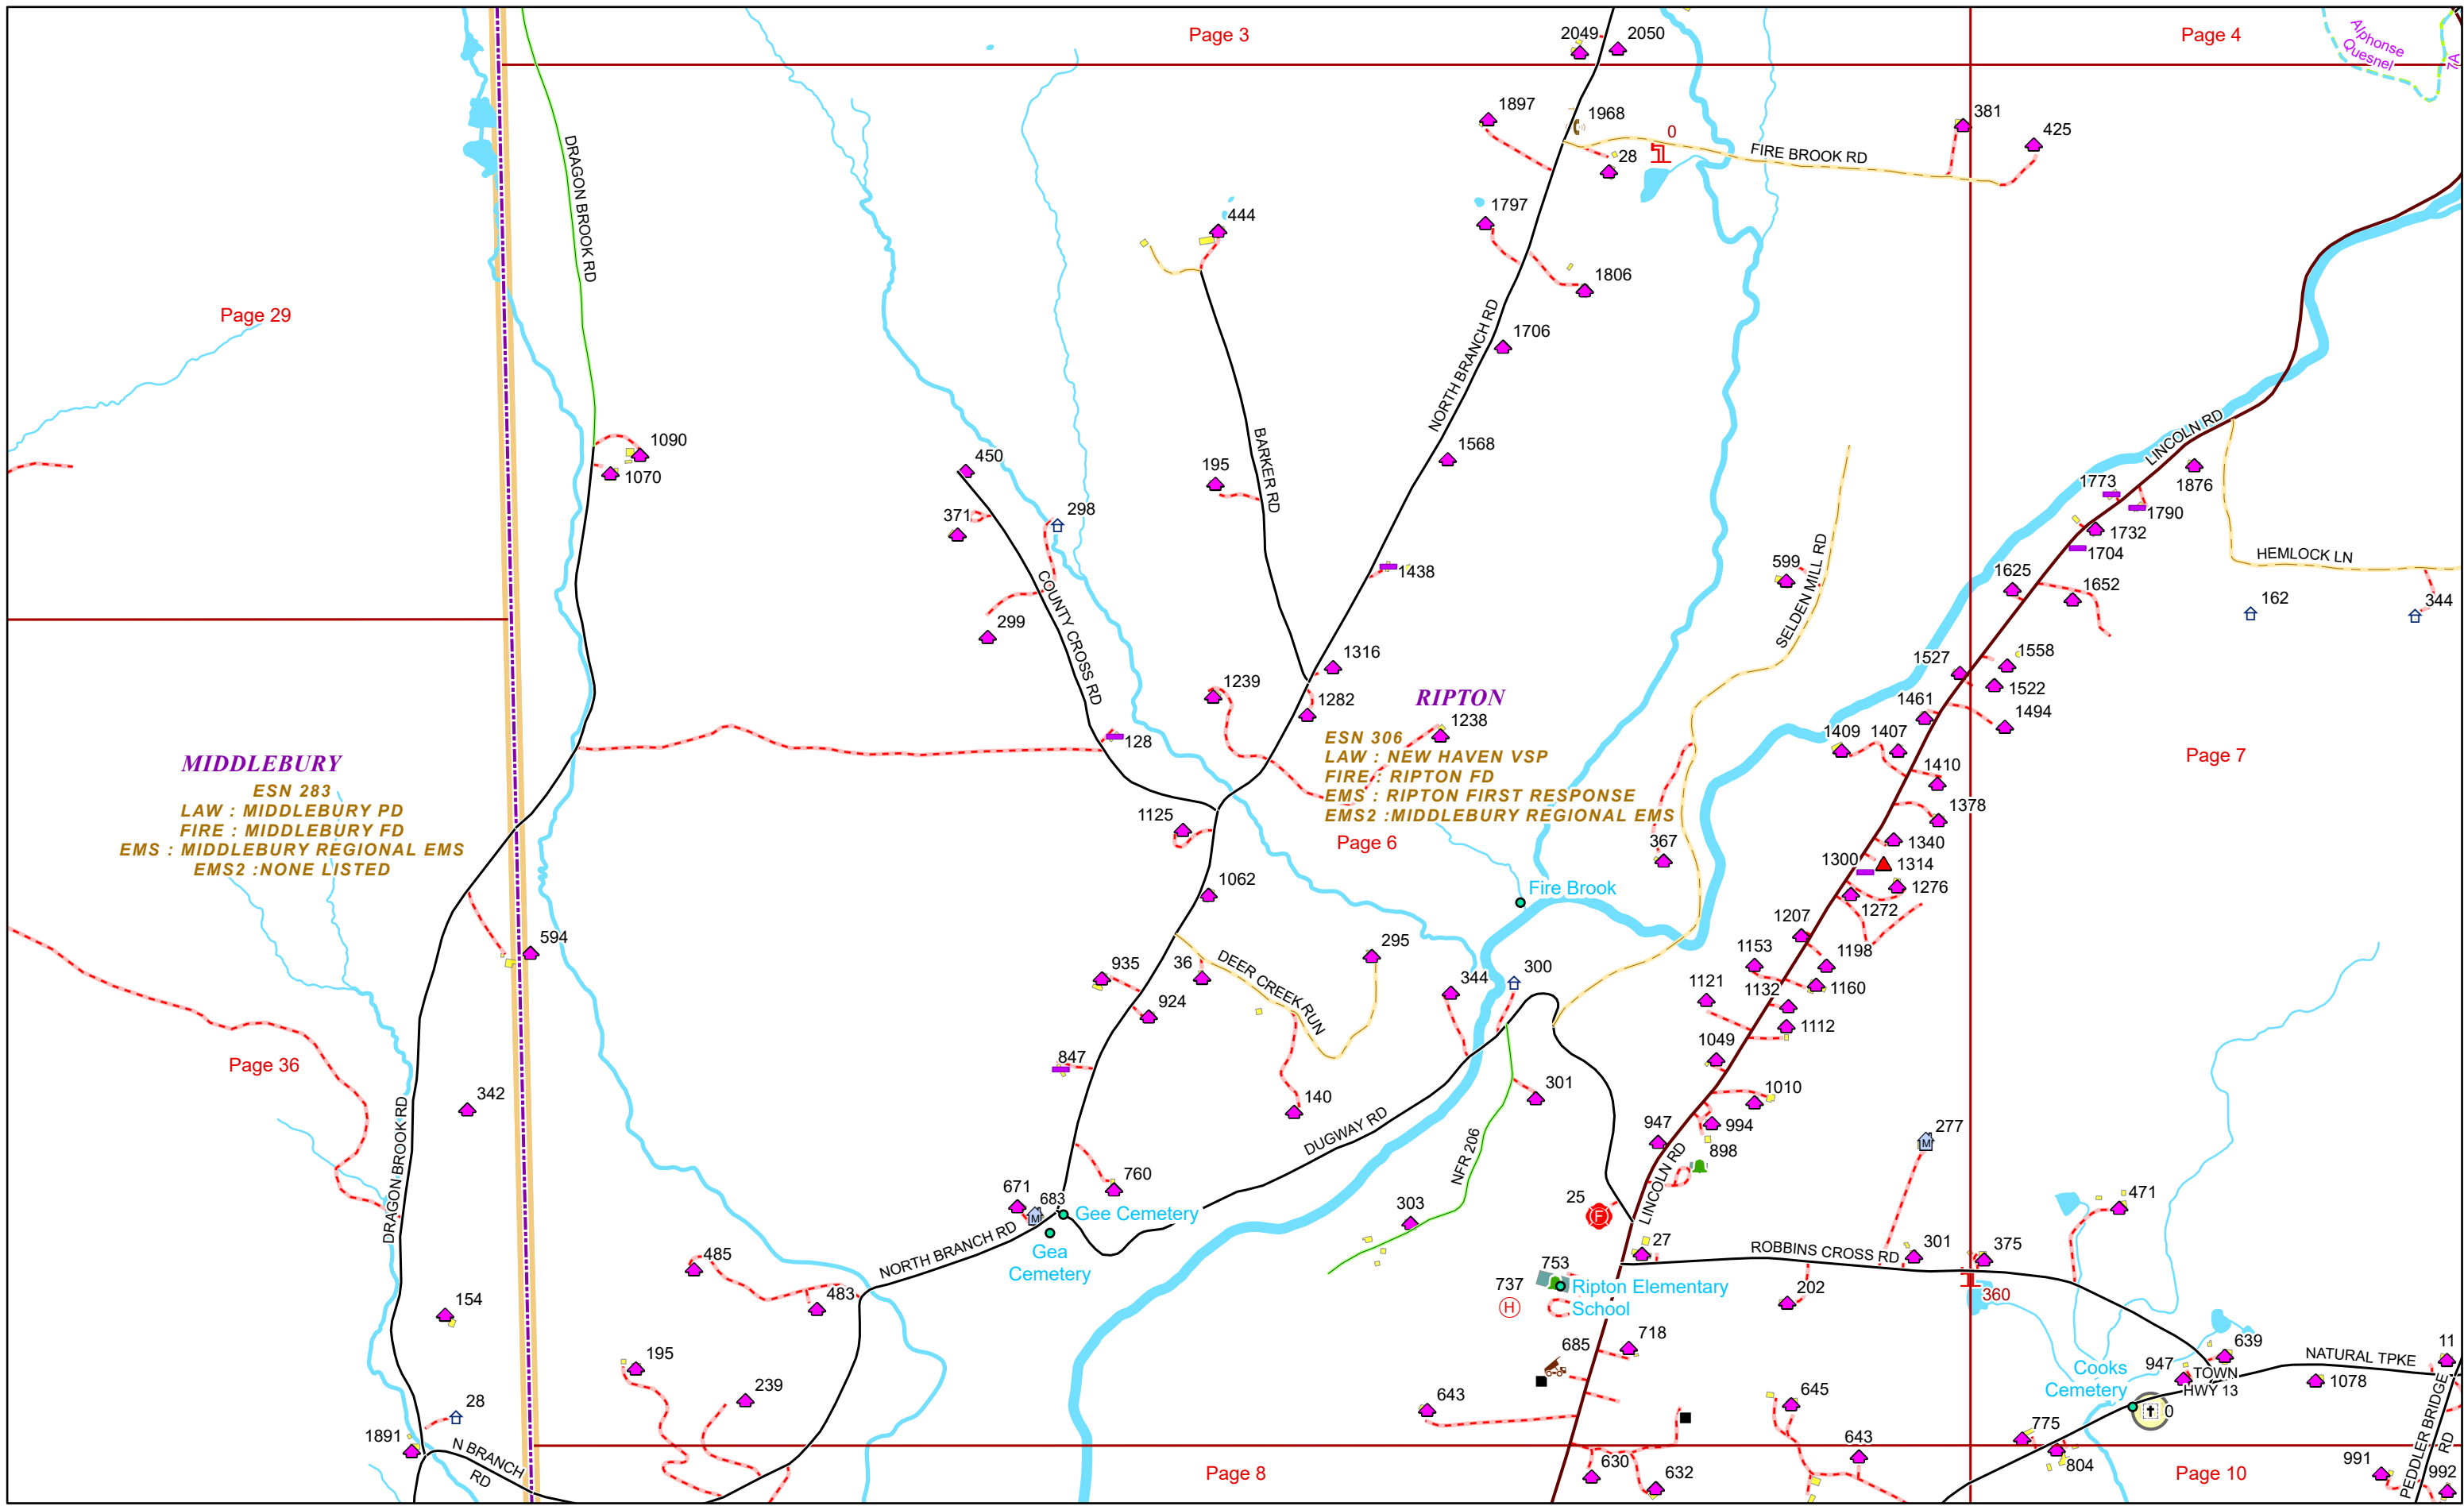 Page 3
2049
2050
Page 4
Alphonse
Quesnel
7A
1897
1968
0
28
FIRE BROOK RD
381
425
DRAGON BROOK RD
444
1797
1806
Page 29
NORTH BRANCH RD
1706
BARKER RD
1090
1070
450
195
1568
LINCOLN RD
1876
1773
1790
371
298
1732
1704
1438
599
SELDEN MILL RD
HEMLOCK LN
1625
1652
162
344
COUNTY CROSS RD
299
1316
1239
1282
RIPTON
1238
ESN 306
LAW : NEW HAVEN VSP
FIRE : RIPTON FD
EMS : RIPTON FIRST RESPONSE
EMS2 :MIDDLEBURY REGIONAL EMS
1527
1558
1522
1461
1494
1409
1407
1410
Page 7
128
MIDDLEBURY
ESN 283
LAW : MIDDLEBURY PD
FIRE : MIDDLEBURY FD
EMS : MIDDLEBURY REGIONAL EMS
EMS2 :NONE LISTED
1125
Page 6
367
1378
1340
1300
1314
1276
1272
1062
Fire Brook
594
935
36
DEER CREEK RUN
295
344
300
924
1207
1153
1198
1121
1132
1160
1112
847
1049
Page 36
342
140
301
1010
994
947
898
277
DRAGON BROOK RD
DUGWAY RD
NFR 206
LINCOLN RD
760
671
683
Gee Cemetery
Gea
Cemetery
NORTH BRANCH RD
303
25
F
27
471
485
483
753
737
H
Ripton Elementary
School
ROBBINS CROSS RD
301
375
202
360
154
195
239
685
718
639
947
TOWN
HWY 13
NATURAL TPKE
11
1078
Cooks
Cemetery
0
28
1891
N BRANCH
RD
643
645
643
775
804
PEDDLER BRIDGE
RD
Page 8
630
632
Page 10
991
992
M
M